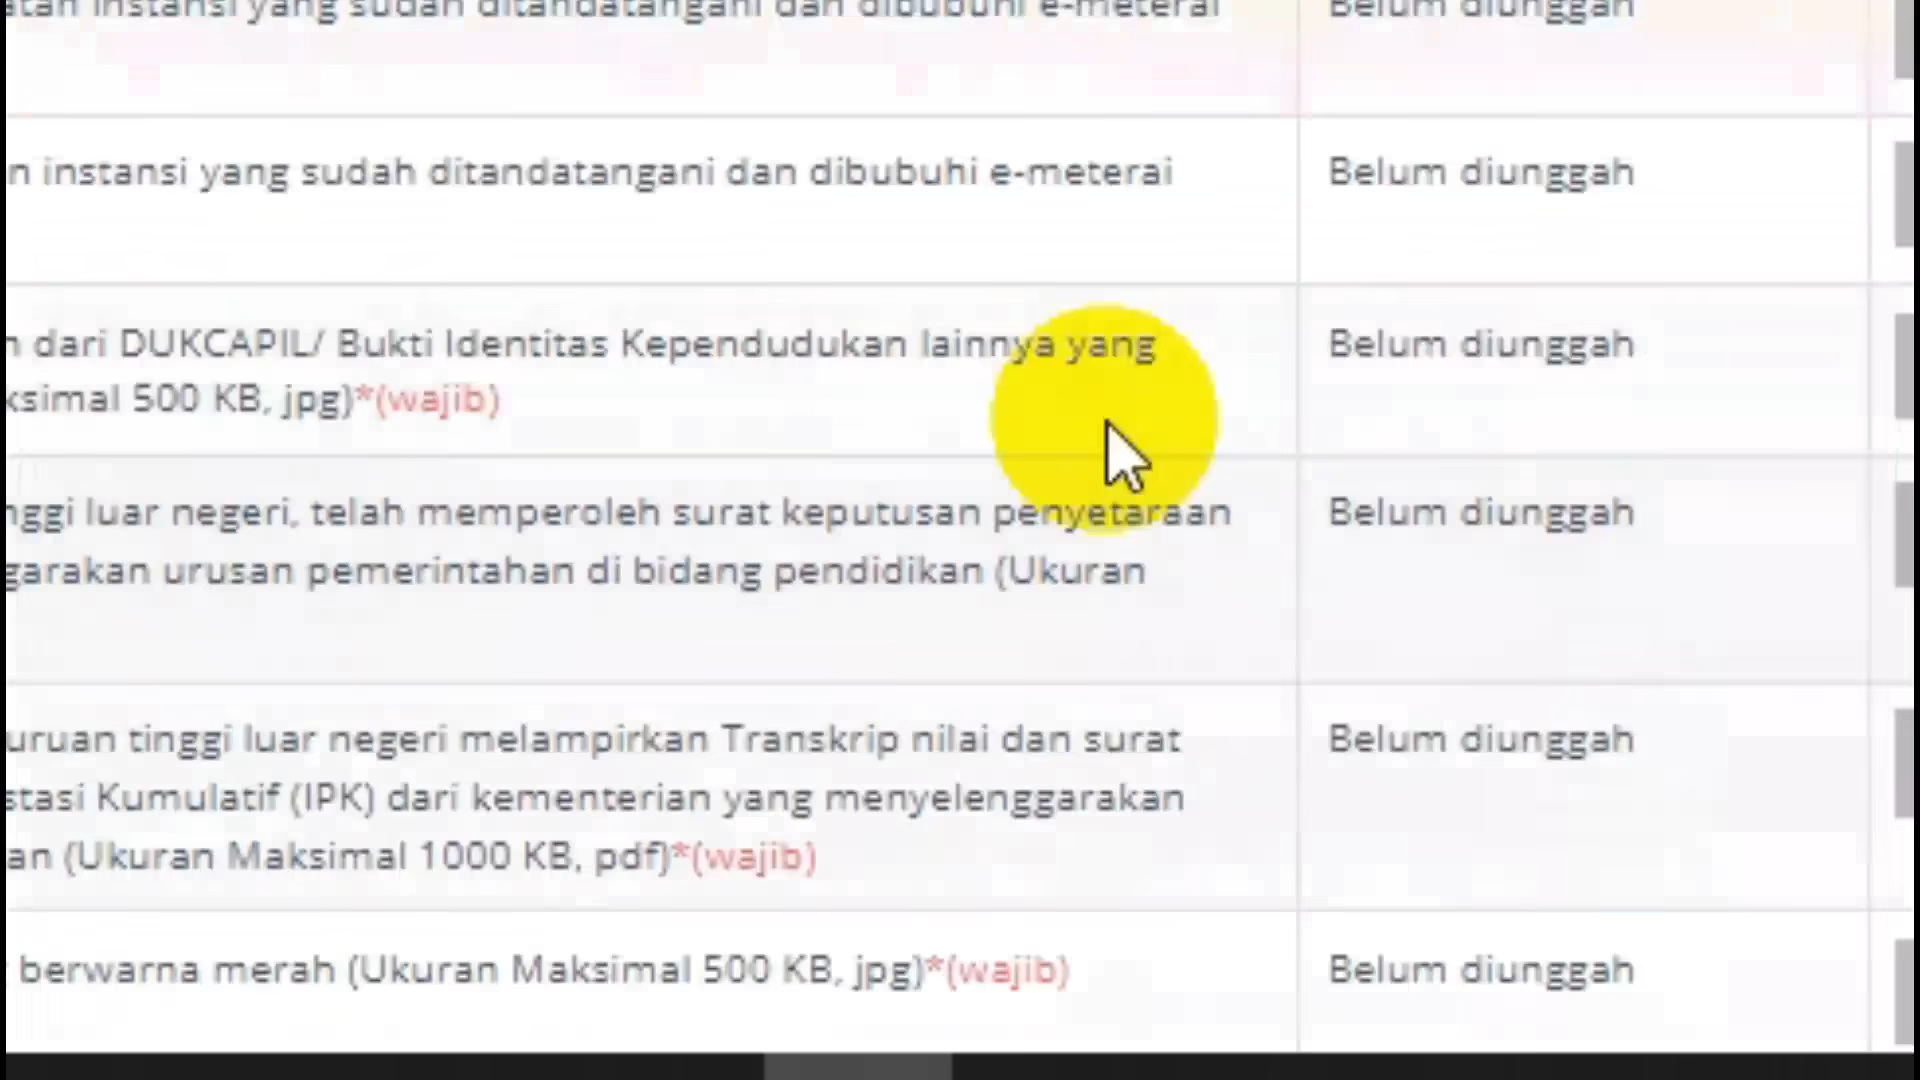 instansi yang sudah ditandatangani dan dibubuhi e-meterai
Belum diunggah
instansi yang sudah ditandatangani dan dibubuhi e-meterai
Belum diunggah
dari DUKCAPIL/ Bukti Identitas Kependudukan lainnya yang
Belum diunggah
ksimal 500 KB, jpg)*(wajib)
nggi luar negeri, telah memperoleh surat keputusan penyetaraan
Belum diunggah
garakan urusan pemerintahan di bidang pendidikan (Ukuran
uruan tinggi luar negeri melampirkan Transkrip nilai dan surat
Belum diunggah
stasi Kumulatif (IPK) dari kementerian yang menyelenggarakan
an (Ukuran Maksimal 1000 KB, pdf)*(wajib)
berwarna merah (Ukuran Maksimal 500 KB, jpg)*(wajib)
Belum diunggah